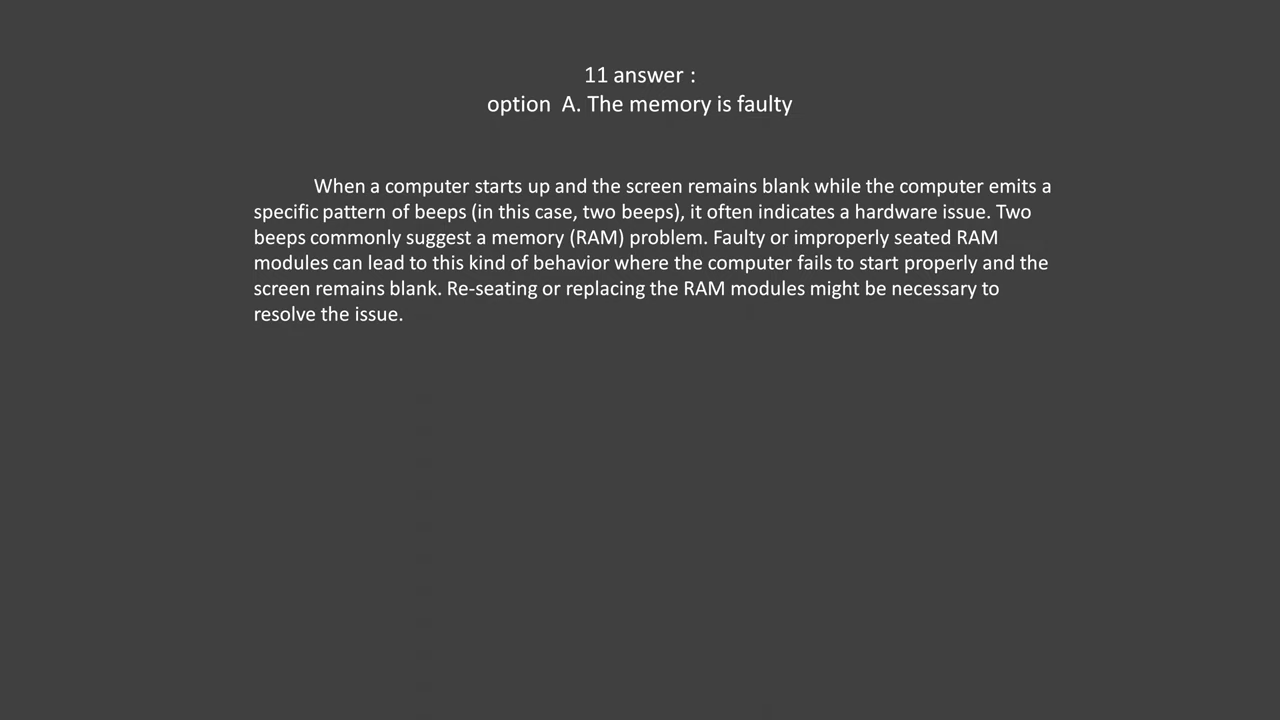 11 answer :
option A. The memory is faulty
When a computer starts up and the screen remains blank while the computer emits a
specific pattern of beeps (in this case, two beeps), it often indicates a hardware issue. Two
beeps commonly suggest a memory (RAM) problem. Faulty or improperly seated RAM
modules can lead to this kind of behavior where the computer fails to start properly and the
screen remains blank. Re-seating or replacing the RAM modules might be necessary to
resolve the issue.